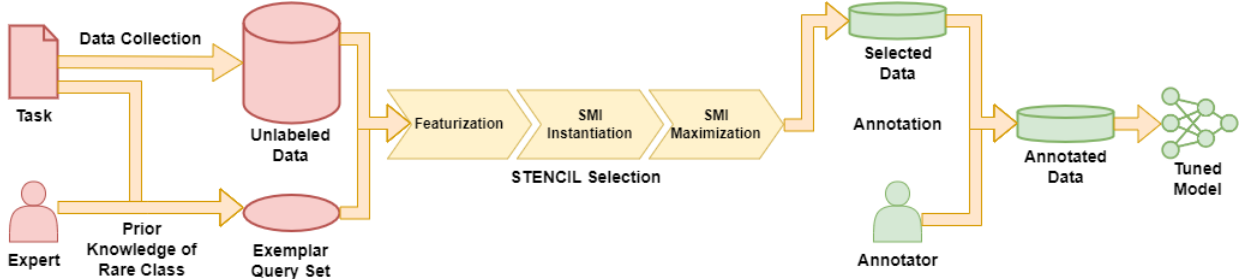 Data Collection
Task
Unlabeled
Data
Expert
Prior
Knowledge of
Rare Class
Exemplar
Query Set
Featurization
SMI
Instantiation
SMI
Maximization
STENCIL Selection
Selected
Data
Annotation
Annotator
Annotated
Data
Tuned
Model